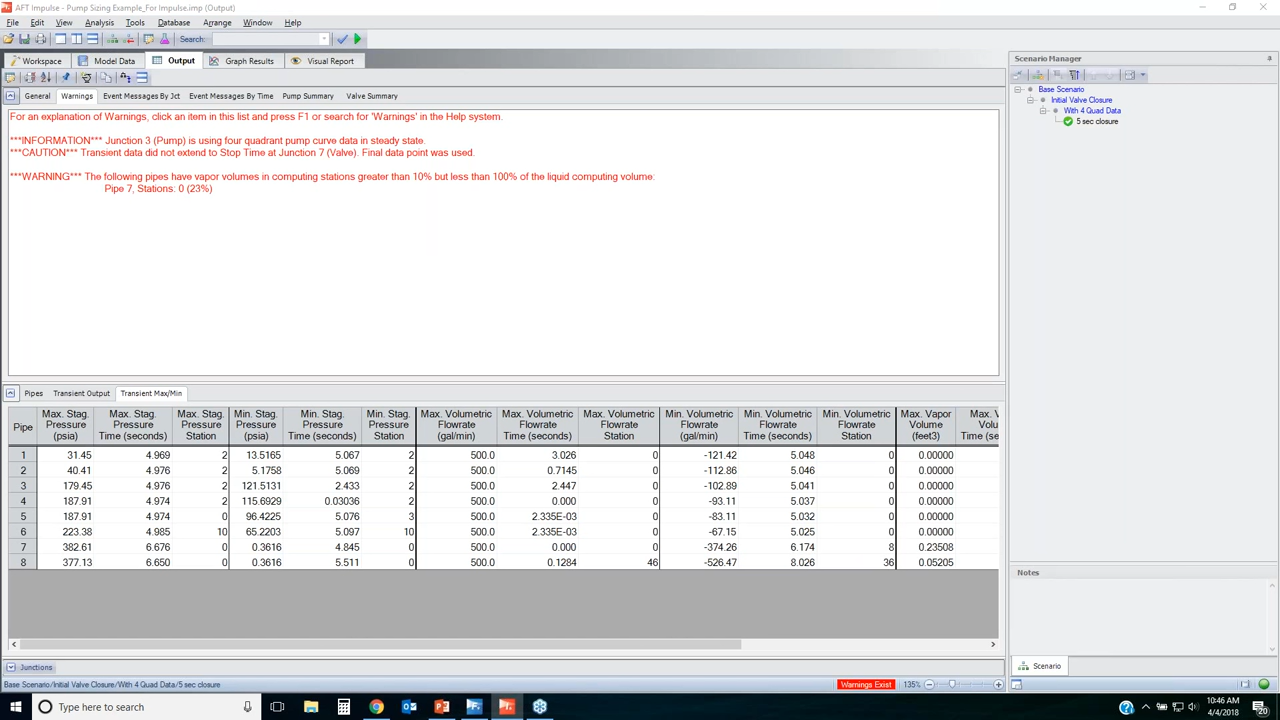 AFT Impulse - Pump Sizing Example_For Impulse.imp (Output)
File Edit View Analysis Tools Database Arrange Window Help
Search:
Workspace Model Data Output Graph Results Visual Report
General Warnings Event Messages By Jct Event Messages By Time Pump Summary Valve Summary
For an explanation of Warnings, click an item in this list and press F1 or search for 'Warnings' in the Help system.
***INFORMATION*** Junction 3 (Pump) is using four quadrant pump curve data in steady state.
***CAUTION*** Transient data did not extend to Stop Time at Junction 7 (Valve). Final data point was used.
***WARNING*** The following pipes have vapor volumes in computing stations greater than 10% but less than 100% of the liquid computing volume:
Pipe 7, Stations: 0 (23%)
Pipes Transient Output Transient Max/Min
Max. Stag. Max. Stag. Max. Stag. Min. Stag. Min. Stag. Min. Stag. Max. Volumetric Max. Volumetric Max. Volumetric Min. Volumetric Min. Volumetric Min. Volumetric Max. Vapor Max. V
Pipe Pressure Pressure Pressure Pressure Pressure Pressure Flowrate Flowrate Flowrate Flowrate Flowrate Flowrate Volume Volume
(psia) Time (seconds) Station (psia) Time (seconds) Station (gal/min) Time (seconds) Station (gal/min) Time (seconds) Station (feet3) Time (se
1 31.45 4.969 2 13.5165 5.067 2 500.0 3.026 0 -121.42 5.048 0 0.00000
2 40.41 4.976 2 5.1758 5.069 2 500.0 0.7145 0 -112.86 5.046 0 0.00000
3 179.45 4.976 2 121.5131 2.433 2 500.0 2.447 0 -102.89 5.041 0 0.00000
4 187.91 4.974 2 115.6929 0.03036 2 500.0 0.000 0 -93.11 5.037 0 0.00000
5 187.91 4.974 0 96.4225 5.076 3 500.0 2.335E-03 0 -83.11 5.032 0 0.00000
6 223.38 4.985 10 65.2203 5.097 10 500.0 2.335E-03 0 -67.15 5.025 0 0.00000
7 382.61 6.676 0 0.3616 4.845 0 500.0 0.000 0 -374.26 6.174 8 0.23508
8 377.13 6.650 0 0.3616 5.511 0 500.0 0.1284 46 -526.47 8.026 36 0.05205
Junctions
Base Scenario/Initial Valve Closure/With 4 Quad Data/5 sec closure
Warnings Exist 135%
Scenario Manager
Base Scenario
Initial Valve Closure
With 4 Quad Data
5 sec closure
Notes
Scenario
Type here to search
10:46 AM
4/4/2018
20